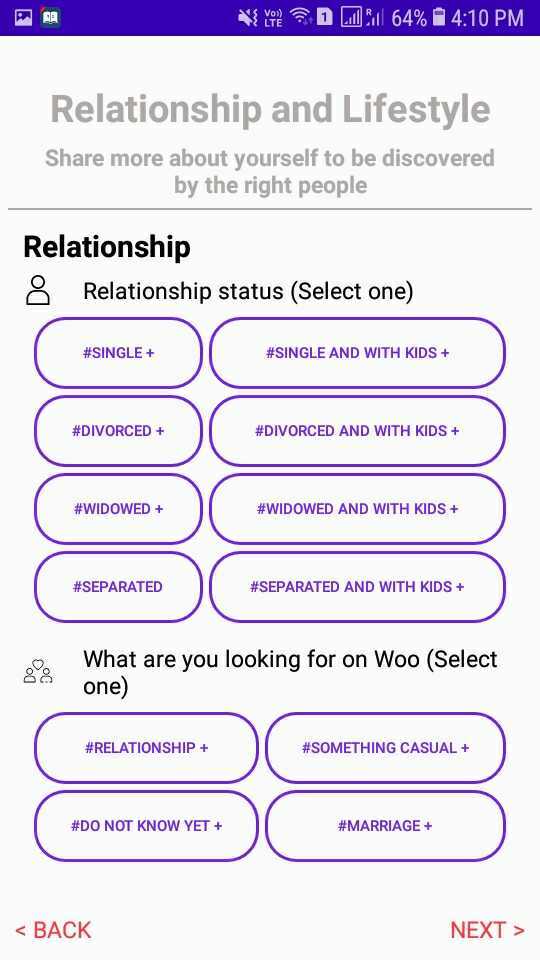 Vo) 1 R 64% 4:10 PM
LTE
Relationship and Lifestyle
Share more about yourself to be discovered
by the right people
Relationship
Relationship status (Select one)
#SINGLE + #SINGLE AND WITH KIDS +
#DIVORCED + #DIVORCED AND WITH KIDS +
#WIDOWED + #WIDOWED AND WITH KIDS +
#SEPARATED #SEPARATED AND WITH KIDS +
What are you looking for on Woo (Select
one)
#RELATIONSHIP + #SOMETHING CASUAL +
#DO NOT KNOW YET + #MARRIAGE +
< BACK NEXT >